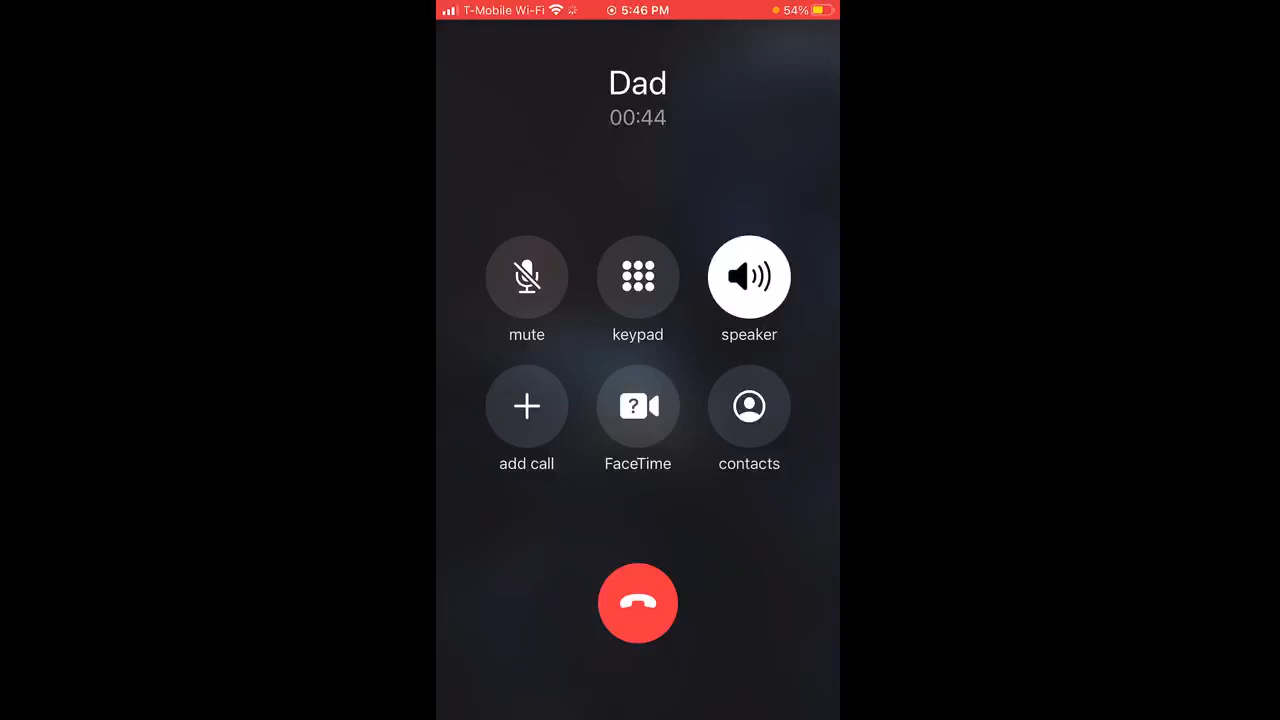 T-Mobile Wi-Fi 5:46 PM 54%
Dad
00:44
mute keypad speaker
?
add call FaceTime contacts